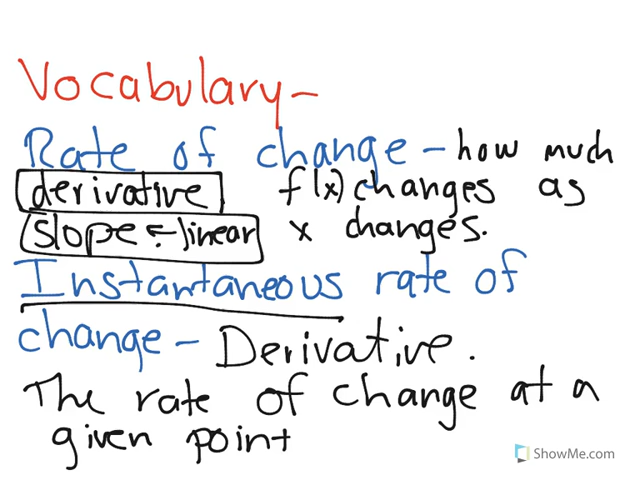 Vocabulary -
Rate of change - how much
derivative f(x) changes as
slope ← linear x changes.
Instantaneous rate of
change - Derivative.
The rate of change at a
given point
ShowMe.com